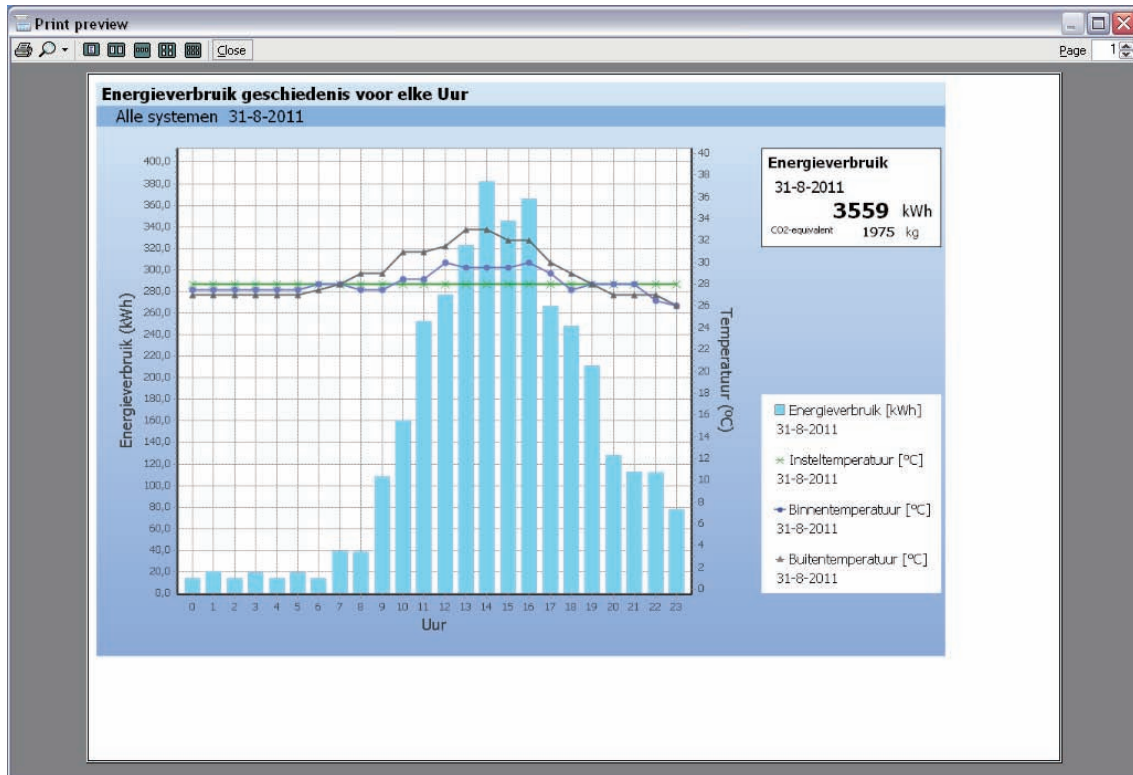 Print preview
Close
Page 1
Energieverbruik geschiedenis voor elke Uur
Alle systemen 31-8-2011
Energieverbruik (kWh)
400,0
380,0
360,0
340,0
320,0
300,0
280,0
260,0
240,0
220,0
200,0
180,0
160,0
140,0
120,0
100,0
80,0
60,0
40,0
20,0
0,0
0 1 2 3 4 5 6 7 8 9 10 11 12 13 14 15 16 17 18 19 20 21 22 23
Uur
40
38
36
34
32
30
28
26
24
22
20
18
16
14
12
10
8
6
4
2
0
Temperatuur (ºC)
Energieverbruik
31-8-2011
3559 kWh
CO2-equivalent 1975 kg
Energieverbruik [kWh]
31-8-2011
Insteltemperatuur [ºC]
31-8-2011
Binnentemperatuur [ºC]
31-8-2011
Buitentemperatuur [ºC]
31-8-2011